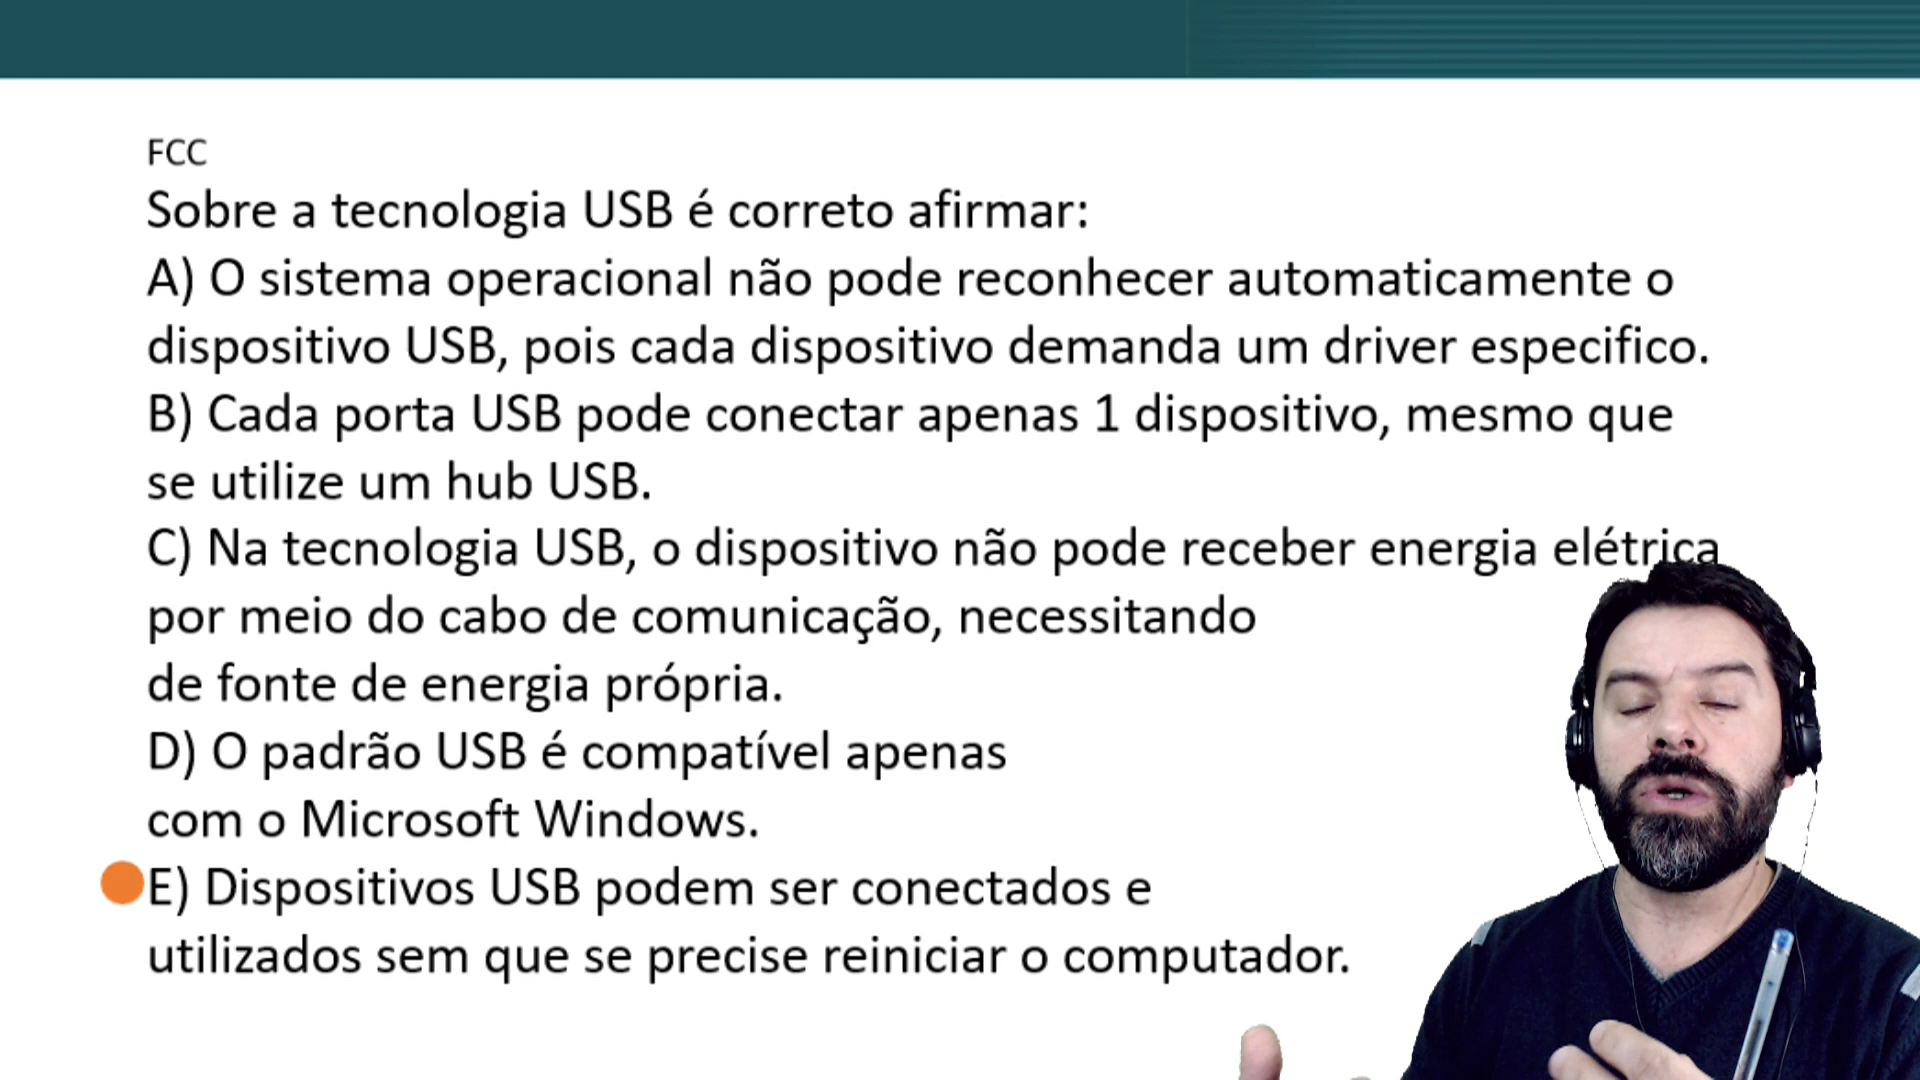 FCC
Sobre a tecnologia USB é correto afirmar:
A) O sistema operacional não pode reconhecer automaticamente o
dispositivo USB, pois cada dispositivo demanda um driver especifico.
B) Cada porta USB pode conectar apenas 1 dispositivo, mesmo que
se utilize um hub USB.
C) Na tecnologia USB, o dispositivo não pode receber energia elétrica
por meio do cabo de comunicação, necessitando
de fonte de energia própria.
D) O padrão USB é compatível apenas
com o Microsoft Windows.
E) Dispositivos USB podem ser conectados e
utilizados sem que se precise reiniciar o computador.